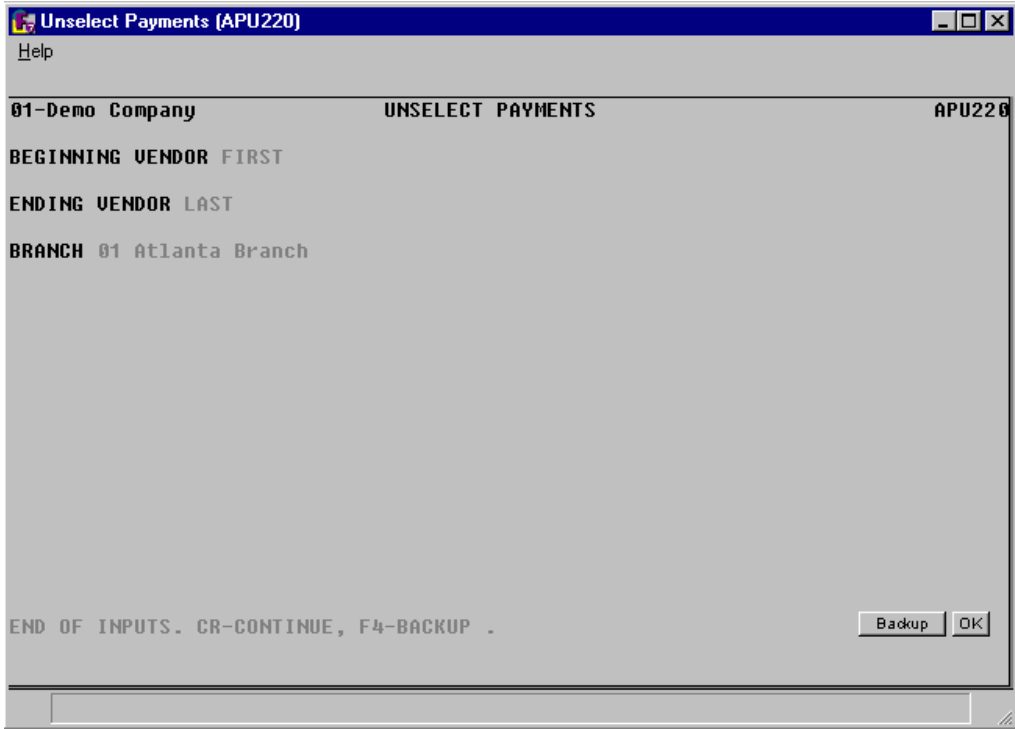 Unselect Payments (APU220)
Help
01-Demo Company UNSELECT PAYMENTS APU220
BEGINNING VENDOR FIRST
ENDING VENDOR LAST
BRANCH 01 Atlanta Branch
END OF INPUTS. CR-CONTINUE, F4-BACKUP . Backup OK